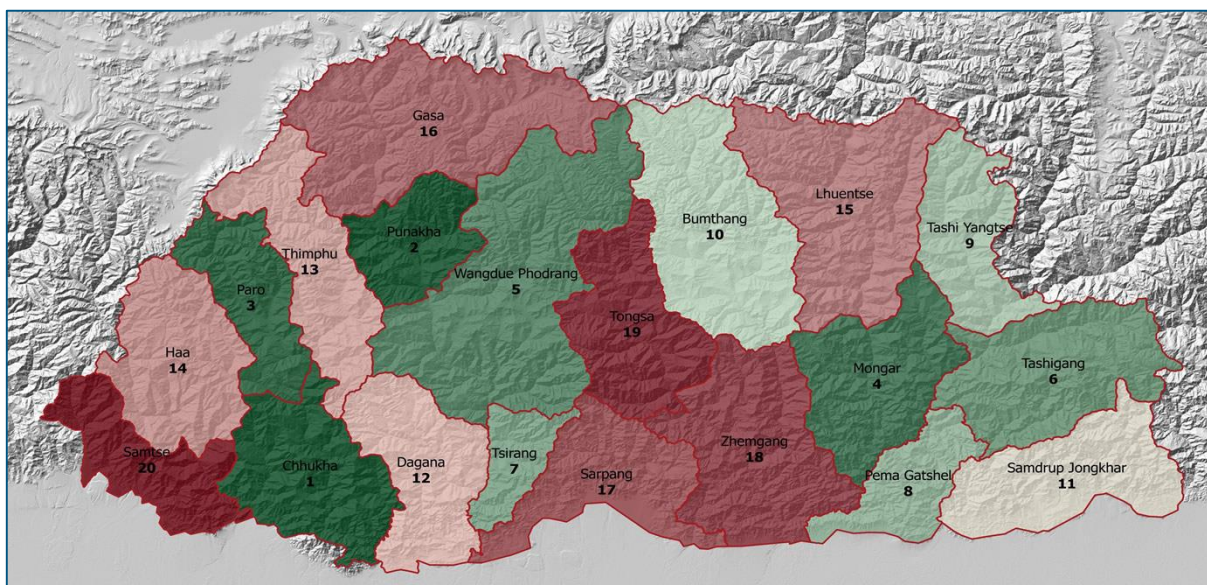 Gasa
16
Punakha
2
Thimphu
13
Paro
3
Haa
14
Samtse
20
Chhukha
1
Dagana
12
Wangdue Phodrang
5
Tsirang
7
Tongsa
19
Bumthang
10
Lhuentse
15
Tashi Yangtse
9
Mongar
4
Tashigang
6
Zhemgang
18
Sarpang
17
Pema Gatshel
8
Samdrup Jongkhar
11